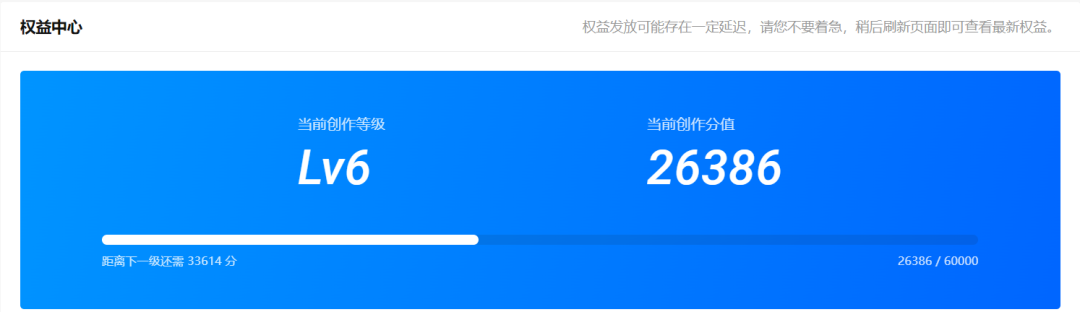 权益中心
权益发放可能存在一定延迟，请您不要着急，稍后刷新页面即可查看最新权益。
当前创作等级
Lv6
当前创作分值
26386
距离下一级还需 33614 分
26386 / 60000